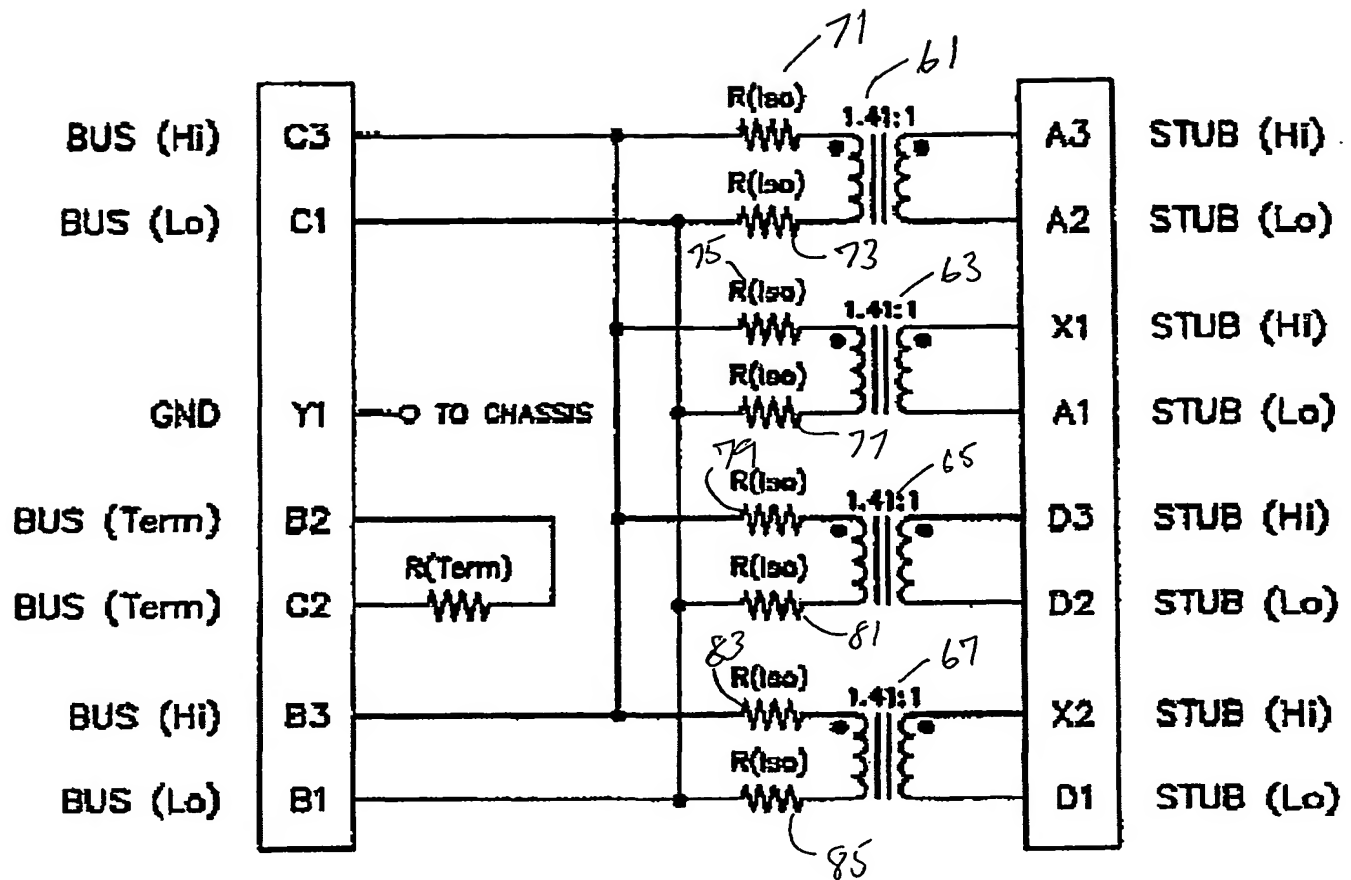 71
61
R(Iso)
1.41:1
BUS (Hi) C3 A3 STUB (Hi)
R(Iso)
BUS (Lo) C1 A2 STUB (Lo)
75 73 63
R(Iso)
1.41:1
X1 STUB (Hi)
R(Iso)
GND Y1 TO CHASSIS A1 STUB (Lo)
77
79 65
R(Iso)
1.41:1
BUS (Term) B2 D3 STUB (Hi)
R(Term) R(Iso)
BUS (Term) C2 D2 STUB (Lo)
81
83 67
R(Iso)
1.41:1
BUS (Hi) B3 X2 STUB (Hi)
R(Iso)
BUS (Lo) B1 D1 STUB (Lo)
85